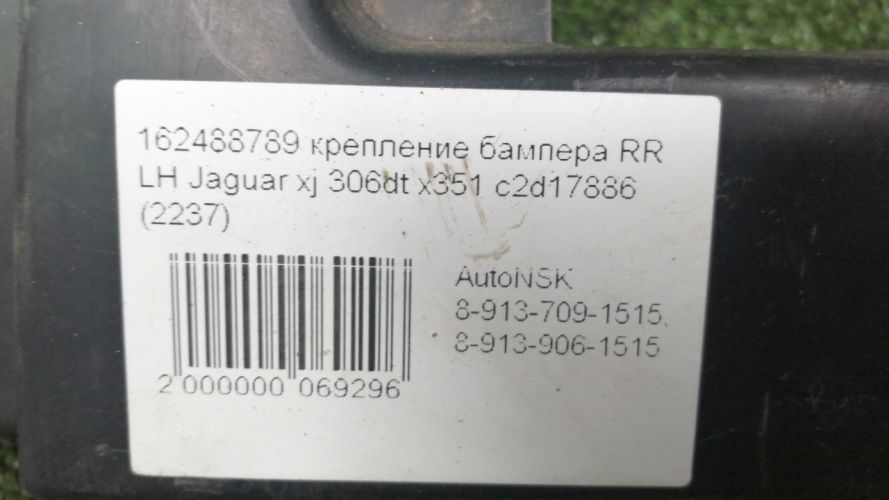 162488789 крепление бампера RR
LH Jaguar xj 306dt x351 c2d17886
(2237)
AutoNSK
8-913-709-1515,
8-913-906-1515
2 000000 069296